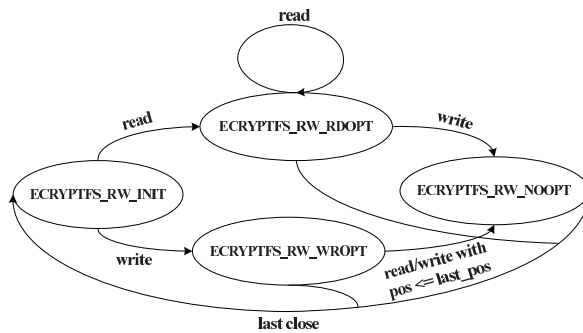 read
read
ECRYPTFS_RW_RDOPT
write
ECRYPTFS_RW_INIT
ECRYPTFS_RW_NOOPT
write
ECRYPTFS_RW_WROPT
read/write with
pos <= last_pos
last close